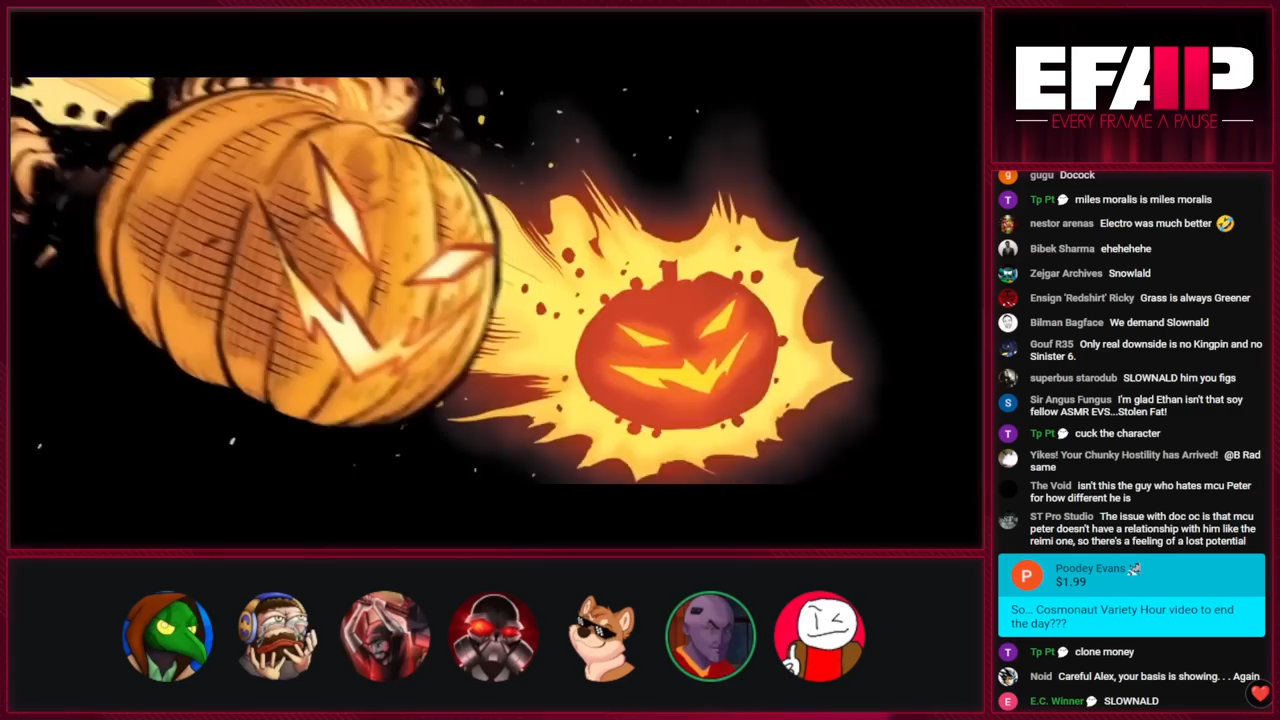 EFAP
EVERY FRAME A PAUSE
gugu Docock
Tp Pt miles moralis is miles moralis
nestor arenas Electro was much better 🤣
Bibek Sharma ehehehehe
Zejgar Archives Snowlald
Ensign 'Redshirt' Ricky Grass is always Greener
Bilman Bagface We demand Slownald
Gouf R35 Only real downside is no Kingpin and no
Sinister 6.
superbus starodub SLOWNALD him you figs
Sir Angus Fungus I'm glad Ethan isn't that soy
fellow ASMR EVS...Stolen Fat!
Tp Pt cuck the character
Yikes! Your Chunky Hostility has Arrived! @B Rad
same
The Void isn't this the guy who hates mcu Peter
for how different he is
ST Pro Studio The issue with doc oc is that mcu
peter doesn't have a relationship with him like the
reimi one, so there's a feeling of a lost potential
P
Poodey Evans
$1.99
So... Cosmonaut Variety Hour video to end
the day???
Tp Pt clone money
Noid Careful Alex, your basis is showing. . . Again
E.C. Winner SLOWNALD